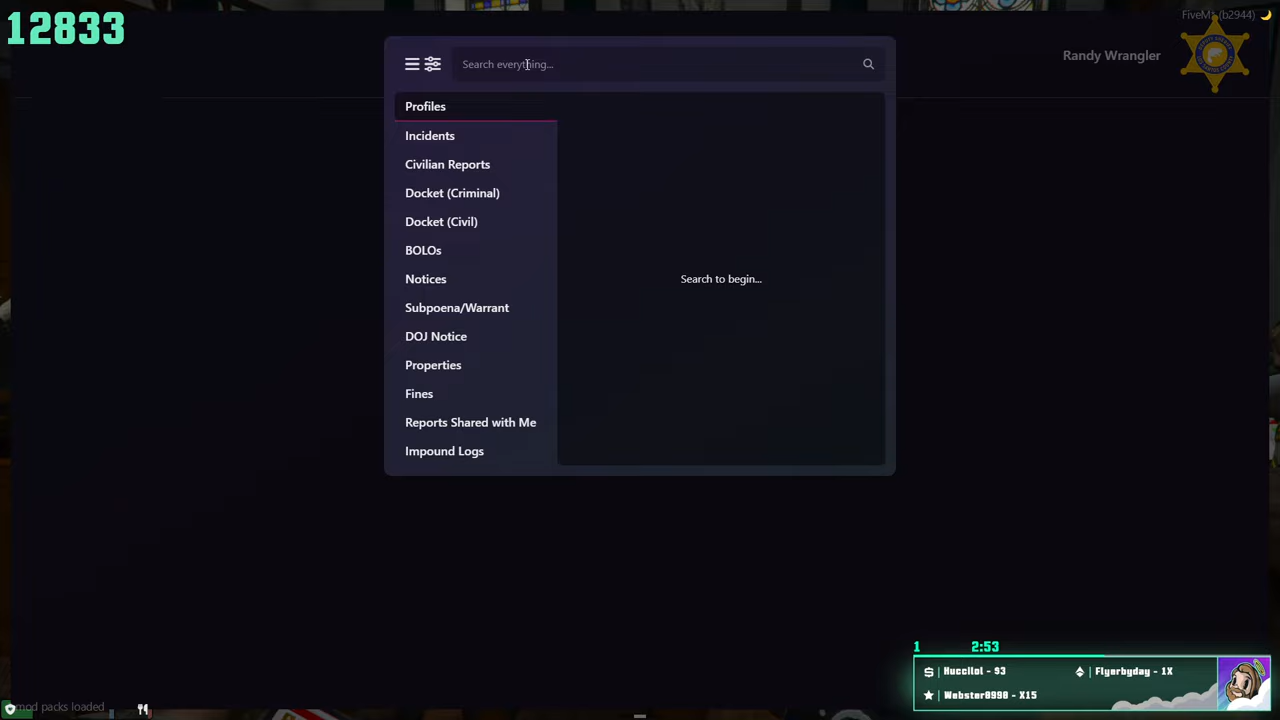 12833
FiveM* (b2944)
Randy Wrangler
Search everything...
Profiles
Incidents
Civilian Reports
Docket (Criminal)
Docket (Civil)
BOLOs
Notices
Subpoena/Warrant
DOJ Notice
Properties
Fines
Reports Shared with Me
Impound Logs
Search to begin...
1 2:53
Huccilol - 93
Flyerbyday - 1X
Webster8998 - X15
mod packs loaded